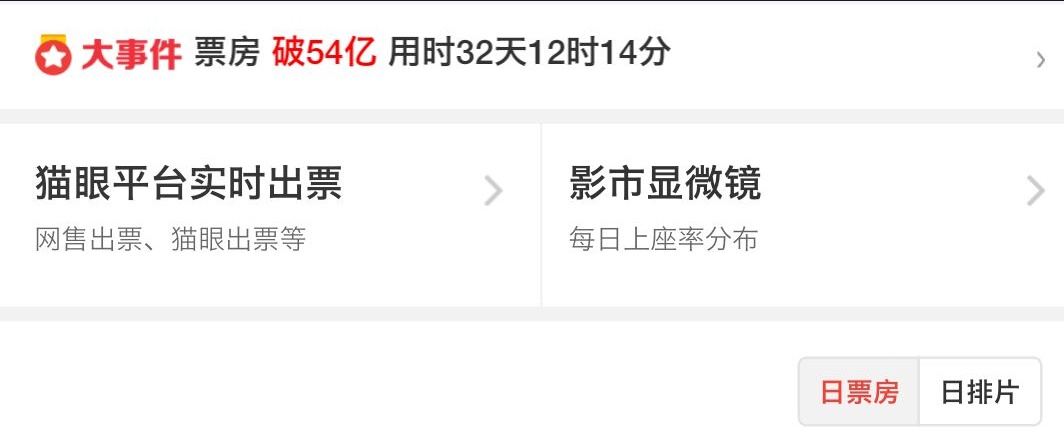 大事件 票房 破54亿 用时32天12时14分
猫眼平台实时出票
网售出票、猫眼出票等
影市显微镜
每日上座率分布
日票房 日排片